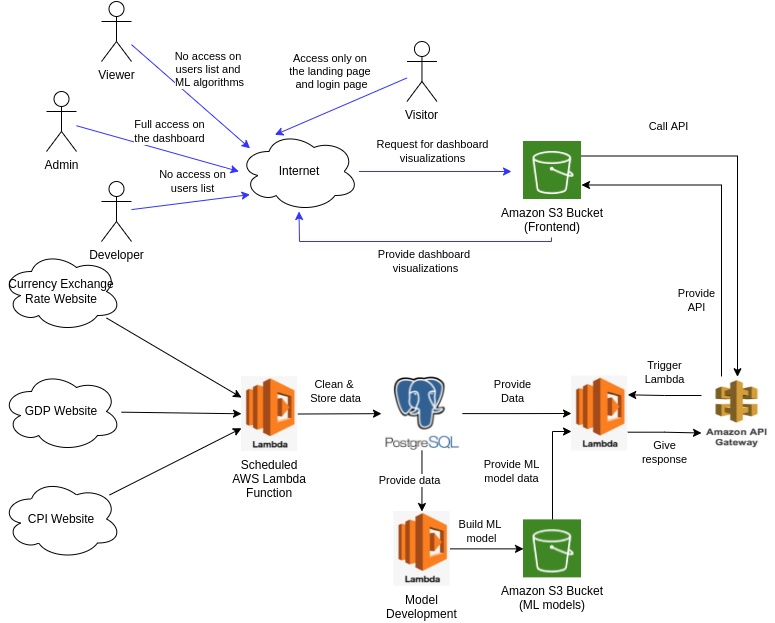 Viewer
No access on
users list and
ML algorithms
Access only on
the landing page
and login page
Visitor
Admin
Full access on
the dashboard
Developer
No access on
users list
Internet
Request for dashboard
visualizations
Amazon S3 Bucket
(Frontend)
Call API
Provide dashboard
visualizations
Provide
API
Currency Exchange
Rate Website
GDP Website
CPI Website
Lambda
Scheduled
AWS Lambda
Function
Clean &
Store data
PostgreSQL
Provide
Data
Lambda
Trigger
Lambda
Give
response
Amazon API
Gateway
Provide data
Lambda
Model
Development
Build ML
model
Provide ML
model data
Amazon S3 Bucket
(ML models)